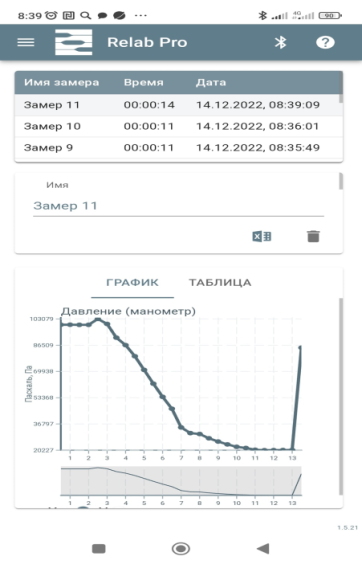 8:39
4G
90
Relab Pro
?
Имя замера Время Дата
Замер 11 00:00:14 14.12.2022, 08:39:09
Замер 10 00:00:11 14.12.2022, 08:36:01
Замер 9 00:00:11 14.12.2022, 08:35:49
Имя
Замер 11
ГРАФИК ТАБЛИЦА
Давление (манометр)
Паскаль, Па
103079
86509
69938
53368
36797
20227
1 2 3 4 5 6 7 8 9 10 11 12 13
1 2 3 4 5 6 7 8 9 10 11 12 13
1.5.21